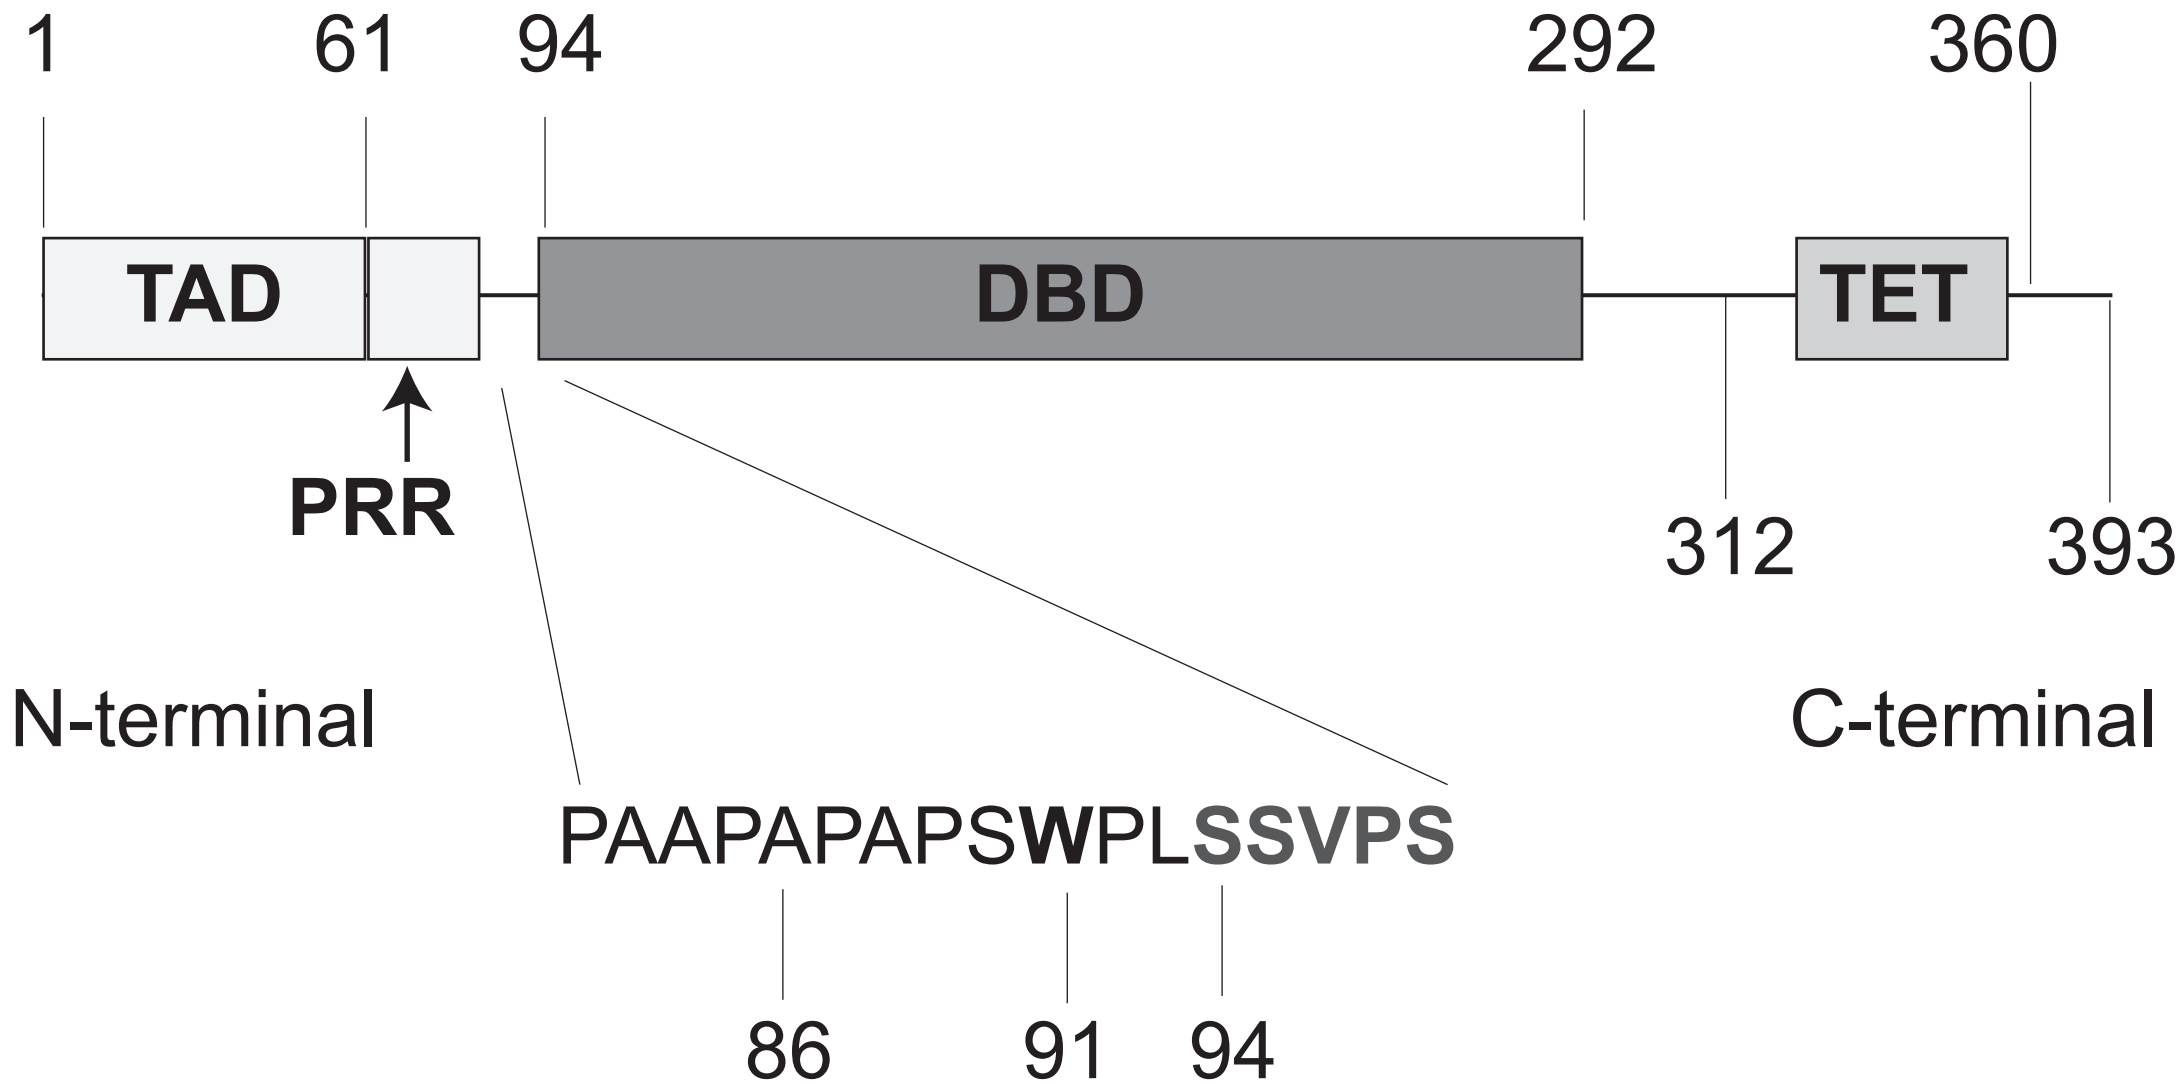 1 61 94 292 360
TAD DBD TET
PRR
312 393
N-terminal C-terminal
PAAPAPAPSWPLSSVPS
86 91 94